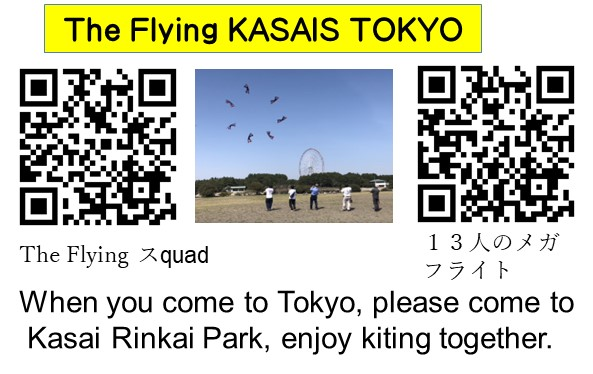 The Flying KASAIS TOKYO
The Flying スquad
１３人のメガ
フライト
When you come to Tokyo, please come to
Kasai Rinkai Park, enjoy kiting together.